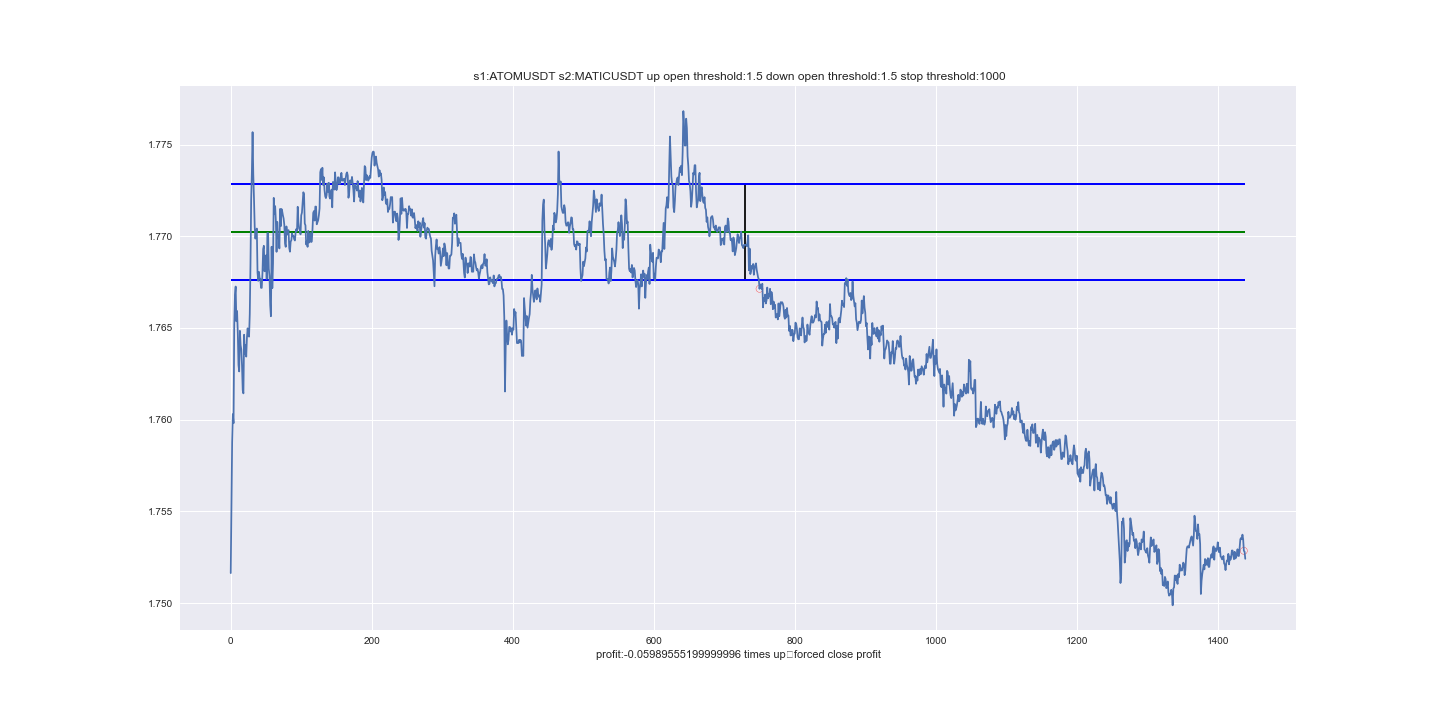 s1:ATOMUSDT s2:MATICUSDT up open threshold:1.5 down open threshold:1.5 stop threshold:1000
1.775
1.770
1.765
1.760
1.755
1.750
0 200 400 600 800 1000 1200 1400
profit:-0.05989555199999996 times up▯forced close profit